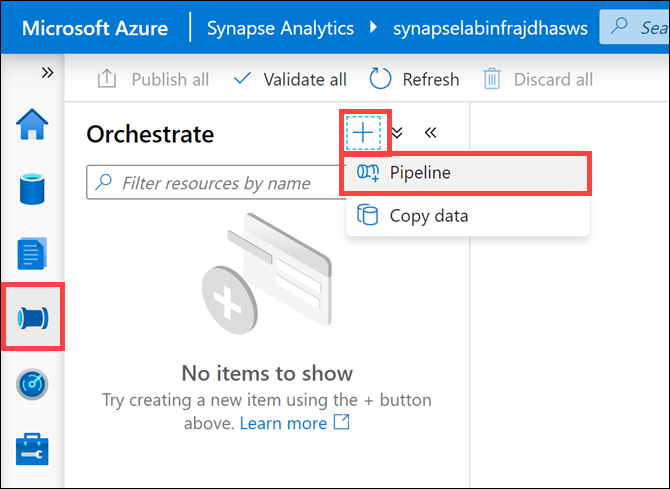 Microsoft Azure Synapse Analytics synapselabinfrajdhasws Sea
Publish all Validate all Refresh Discard all
Orchestrate
Filter resources by name
Pipeline
Copy data
No items to show
Try creating a new item using the + button
above. Learn more